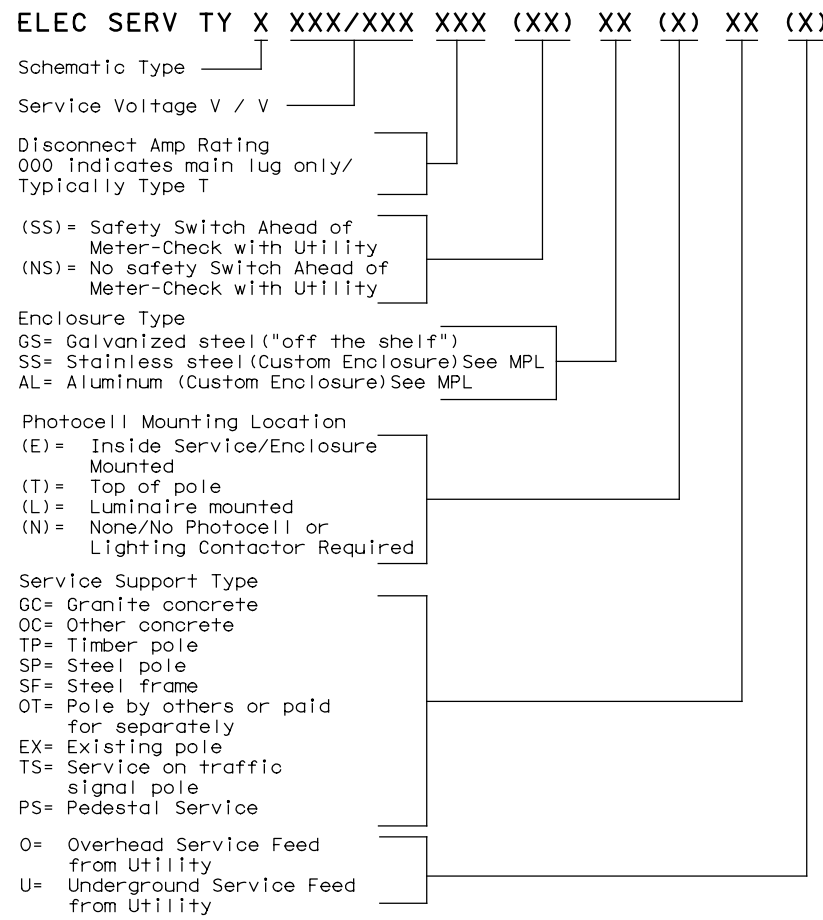 ELEC SERV TY X XXX/XXX XXX (XX) XX (X) XX (X)
Schematic Type
Service Voltage V / V
Disconnect Amp Rating
000 indicates main lug only/
Typically Type T
(SS)= Safety Switch Ahead of
Meter-Check with Utility
(NS)= No safety Switch Ahead of
Meter-Check with Utility
Enclosure Type
GS= Galvanized steel("off the shelf")
SS= Stainless steel(Custom Enclosure)See MPL
AL= Aluminum (Custom Enclosure)See MPL
Photocell Mounting Location
(E)= Inside Service/Enclosure
Mounted
(T)= Top of pole
(L)= Luminaire mounted
(N)= None/No Photocell or
Lighting Contactor Required
Service Support Type
GC= Granite concrete
OC= Other concrete
TP= Timber pole
SP= Steel pole
SF= Steel frame
OT= Pole by others or paid
for separately
EX= Existing pole
TS= Service on traffic
signal pole
PS= Pedestal Service
O= Overhead Service Feed
from Utility
U= Underground Service Feed
from Utility